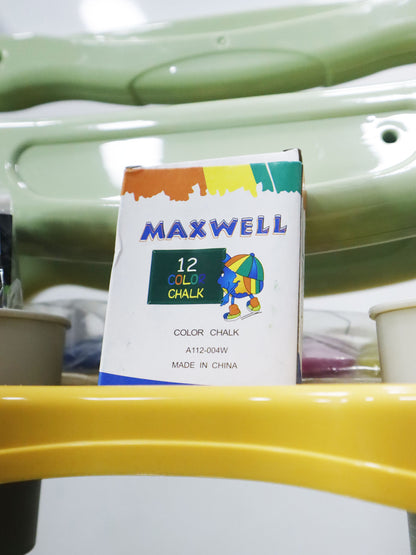 MAXWELL
12
COLOR
CHALK
COLOR CHALK
A112-004W
MADE IN CHINA